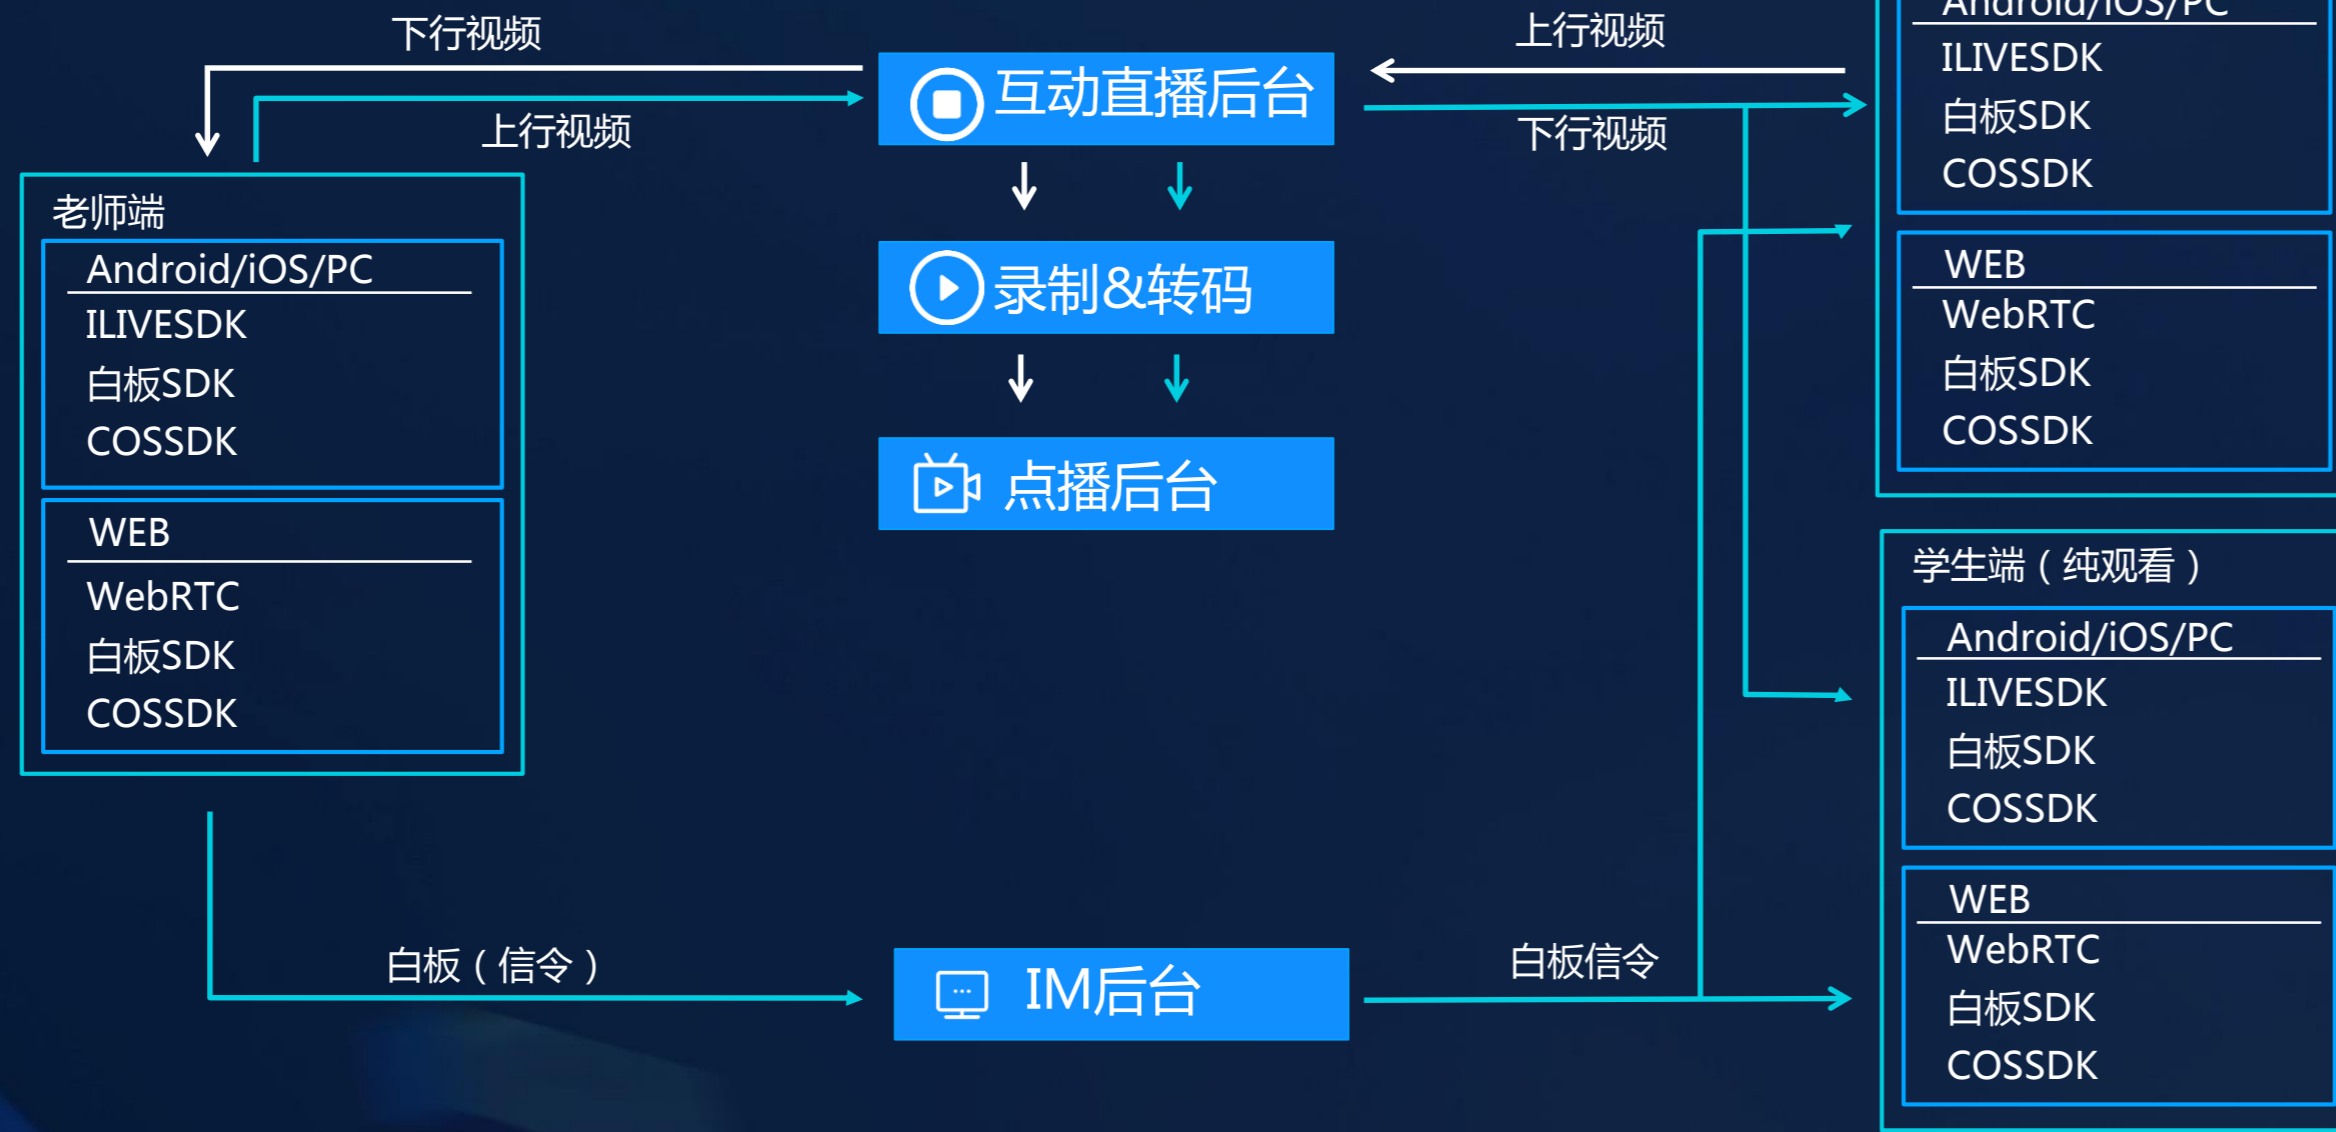 下行视频
上行视频
老师端
Android/iOS/PC
ILIVESDK
白板SDK
COSSDK
WEB
WebRTC
白板SDK
COSSDK
白板（信令）
互动直播后台
录制&转码
点播后台
IM后台
上行视频
下行视频
白板信令
Android/iOS/PC
ILIVESDK
白板SDK
COSSDK
WEB
WebRTC
白板SDK
COSSDK
学生端（纯观看）
Android/iOS/PC
ILIVESDK
白板SDK
COSSDK
WEB
WebRTC
白板SDK
COSSDK